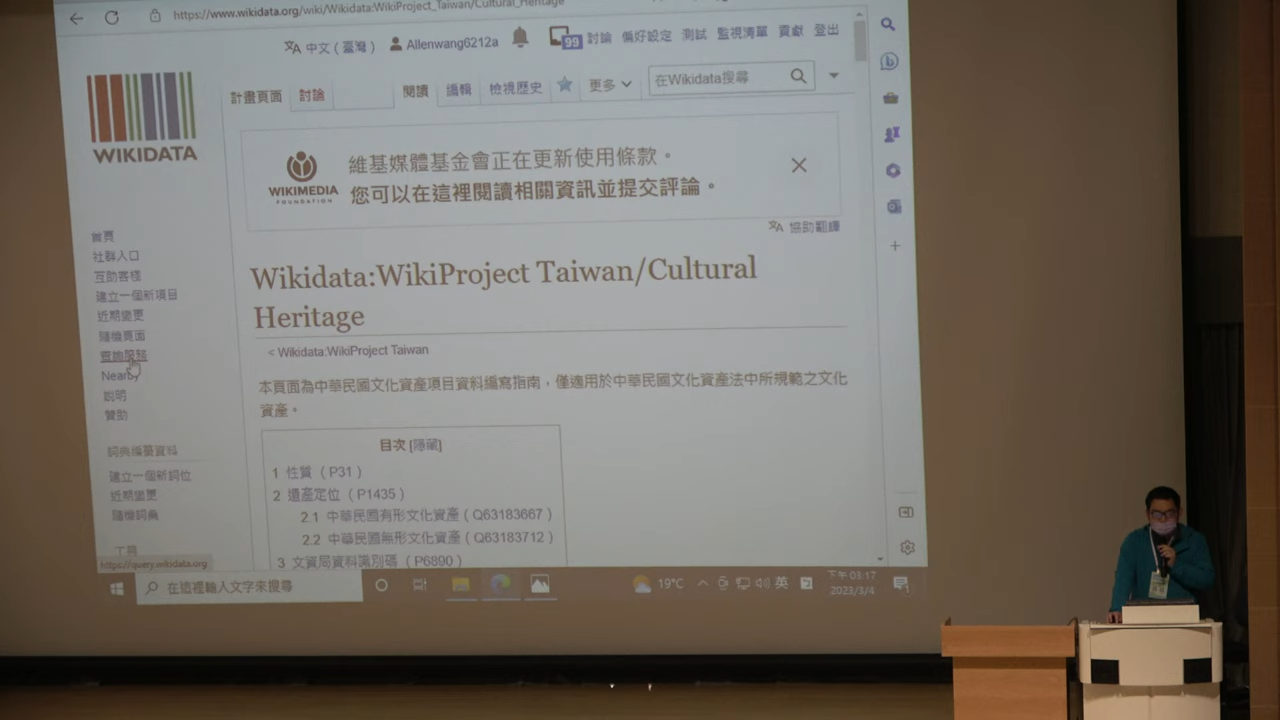 https://www.wikidata.org/wiki/Wikidata:WikiProject_Taiwan/Cultural_Heritage
中文(臺灣) Allenwang6212a 99 討論 偏好設定 測試 監視清單 貢獻 登出
計畫頁面 討論 閱讀 編輯 檢視歷史 更多 在Wikidata搜尋
WIKIDATA
維基媒體基金會正在更新使用條款。
您可以在這裡閱讀相關資訊並提交評論。
WIKIMEDIA
FOUNDATION
協助翻譯
首頁
社群入口
互助客棧
建立一個新項目
近期變更
隨機頁面
查詢服務
Nearby
說明
贊助
詞典編纂資料
建立一個新詞位
近期變更
隨機詞彙
工具
https://query.wikidata.org
Wikidata:WikiProject Taiwan/Cultural
Heritage
< Wikidata:WikiProject Taiwan
本頁面為中華民國文化資產項目資料編寫指南，僅適用於中華民國文化資產法中所規範之文化
資產。
目次 [隱藏]
1 性質（P31）
2 遺產定位（P1435）
2.1 中華民國有形文化資產（Q63183667）
2.2 中華民國無形文化資產（Q63183712）
3 文資局資料識別碼（P6890）
在這裡輸入文字來搜尋
19°C 英 下午 03:17
2023/3/4